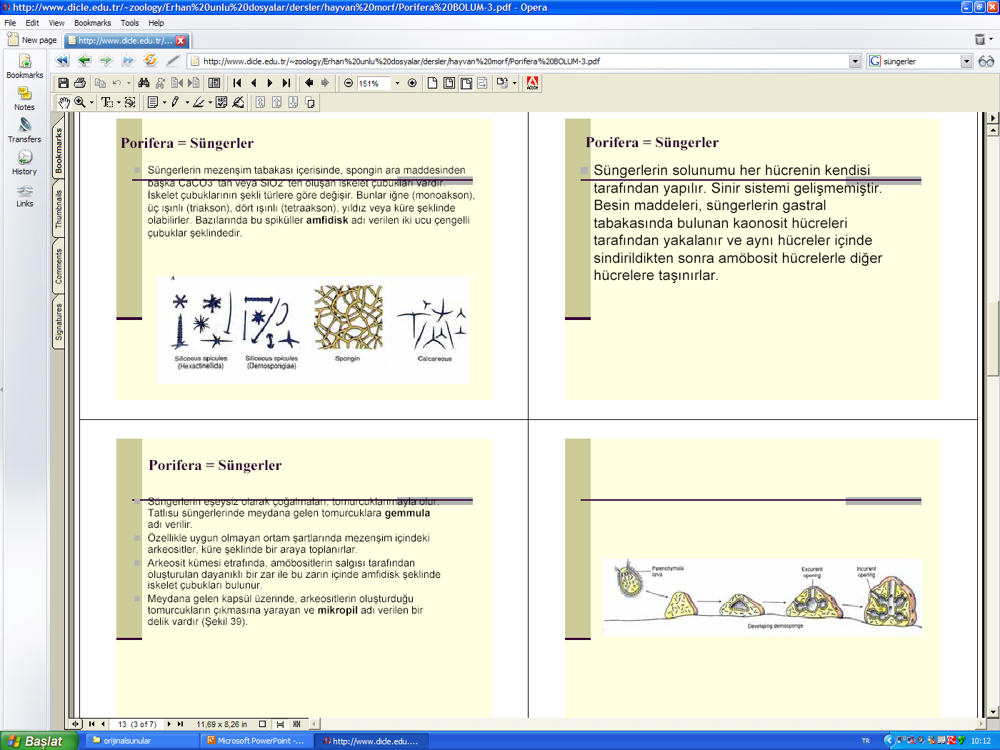 http://www.dicle.edu.tr/~zoology/Erhan%20unlu%20dosyalar/dersler/hayvan%20morf/Porifera%20BOLUM-3.pdf - Opera
File Edit View Bookmarks Tools Help
New page
http://www.dicle.edu.tr/...
http://www.dicle.edu.tr/~zoology/Erhan%20unlu%20dosyalar/dersler/hayvan%20morf/Porifera%20BOLUM-3.pdf
süngerler
Bookmarks
Notes
Transfers
History
Links
151%
Adobe
Bookmarks
Thumbnails
Comments
Signatures
Porifera = Süngerler
Süngerlerin mezenşim tabakası içerisinde, spongin ara maddesinden
başka CaCO3' tan veya SiO2' ten oluşan iskelet çubukları vardır.
İskelet çubuklarının şekli türlere göre değişir. Bunlar iğne (monoakson),
üç ışınlı (triakson), dört ışınlı (tetraakson), yıldız veya küre şeklinde
olabilirler. Bazılarında bu spiküller amfidisk adı verilen iki ucu çengelli
çubuklar şeklindedir.
A
Siliceous spicules
(Hexactinellida)
Siliceous spicules
(Demospongiae)
Spongin
Calcareous
Porifera = Süngerler
Süngerlerin solunumu her hücrenin kendisi
tarafından yapılır. Sinir sistemi gelişmemiştir.
Besin maddeleri, süngerlerin gastral
tabakasında bulunan kaonosit hücreleri
tarafından yakalanır ve aynı hücreler içinde
sindirildikten sonra amöbosit hücrelerle diğer
hücrelere taşınırlar.
Porifera = Süngerler
Süngerlerin eşeysiz olarak çoğalmaları, tomurcuklanmayla olur.
Tatlısu süngerlerinde meydana gelen tomurcuklara gemmula
adı verilir.
Özellikle uygun olmayan ortam şartlarında mezenşim içindeki
arkeositler, küre şeklinde bir araya toplanırlar.
Arkeosit kümesi etrafında, amöbositlerin salgısı tarafından
oluşturulan dayanıklı bir zar ile bu zarın içinde amfidisk şeklinde
iskelet çubukları bulunur.
Meydana gelen kapsül üzerinde, arkeositlerin oluşturduğu
tomurcukların çıkmasına yarayan ve mikropil adı verilen bir
delik vardır (Şekil 39).
Parenchymula
larva
Excurent
opening
Incurrent
opening
Developing demosponge
13 (3 of 7)
11,69 x 8,26 in
Başlat
orijinalsunular
Microsoft PowerPoint -...
http://www.dicle.edu....
TR
10:12